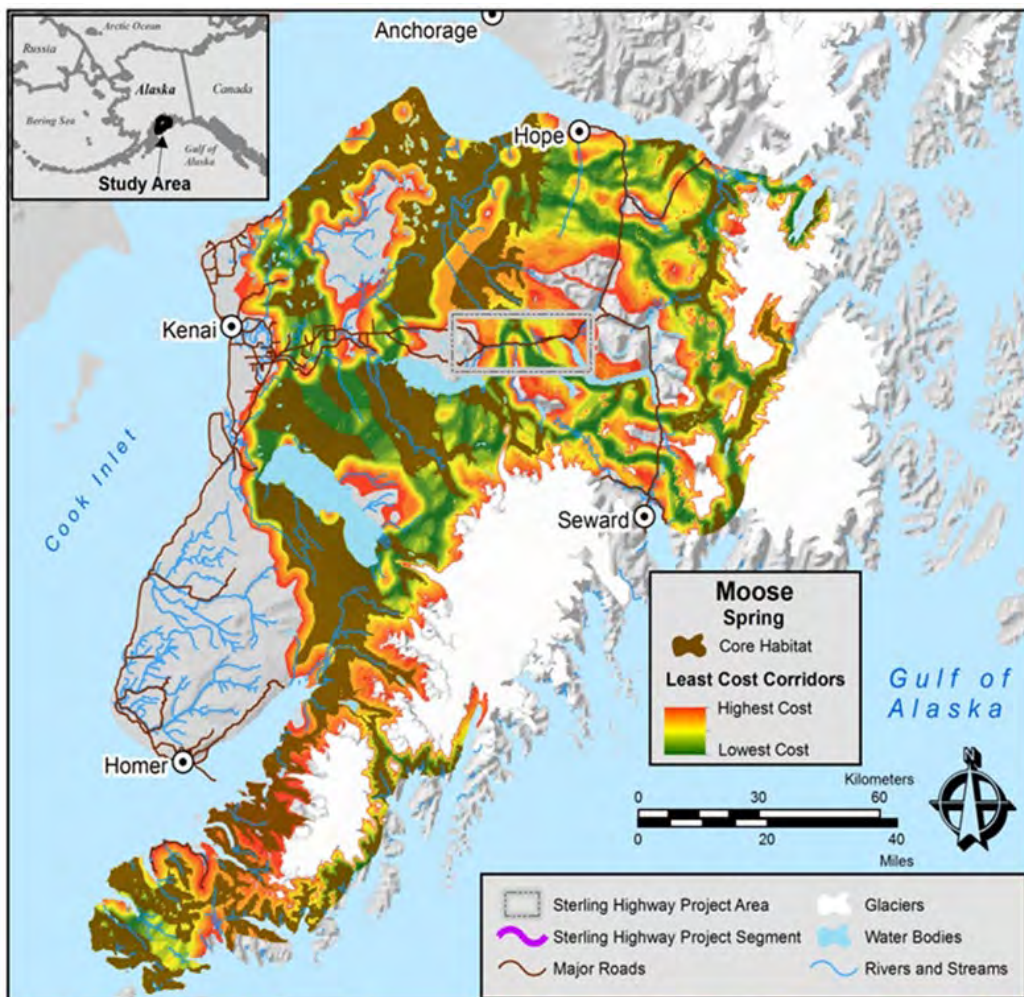 Anchorage
Arctic Ocean
Russia
Alaska
Canada
Bering Sea
Gulf of
Alaska
Study Area
Hope
Kenai
Cook Inlet
Seward
Homer
Gulf of
Alaska
Moose
Spring
Core Habitat
Least Cost Corridors
Highest Cost
Lowest Cost
Kilometers
0 30 60
0 20 40
Miles
N
Sterling Highway Project Area
Sterling Highway Project Segment
Major Roads
Glaciers
Water Bodies
Rivers and Streams